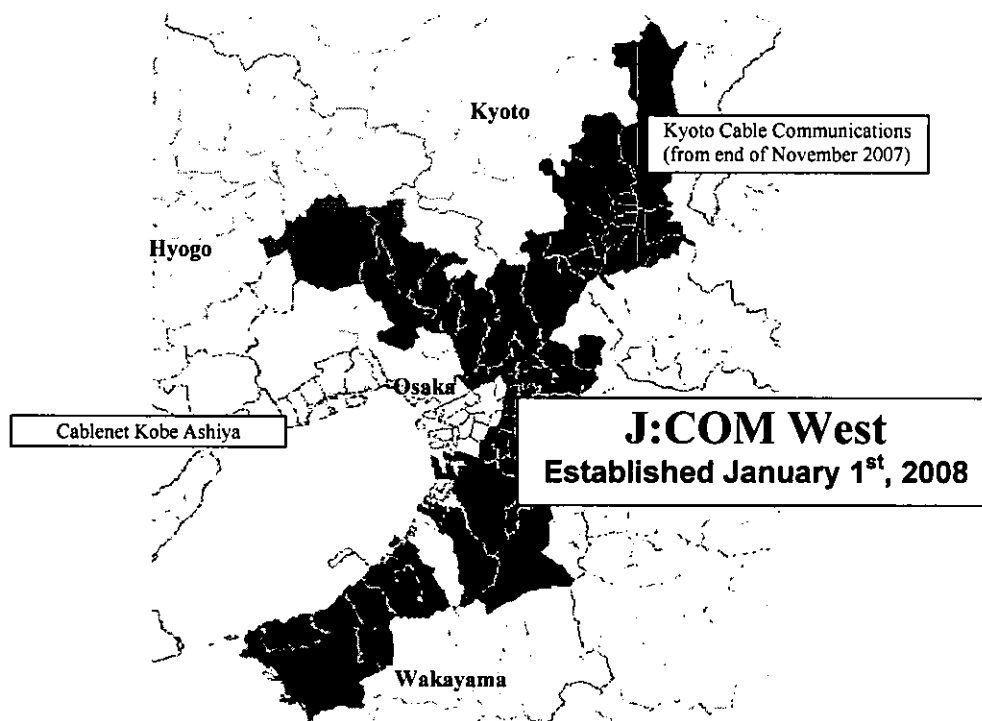 Kyoto
Kyoto Cable Communications
(from end of November 2007)
Hyogo
Osaka
Cablenet Kobe Ashiya
J:COM West
Established January 1st, 2008
Wakayama